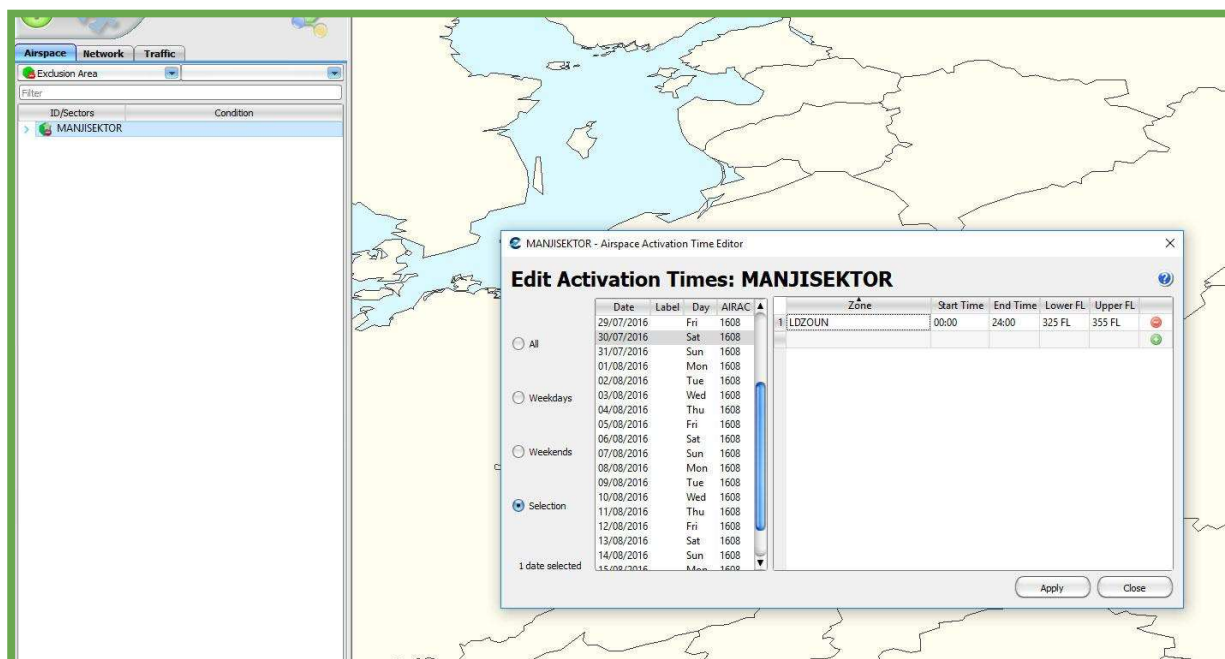 Airspace Network Traffic
Exclusion Area
Filter
ID/Sectors Condition
MANJISEKTOR
MANJISEKTOR - Airspace Activation Time Editor
Edit Activation Times: MANJISEKTOR
All
Weekdays
Weekends
Selection
1 date selected
Date Label Day AIRAC
29/07/2016 Fri 1608
30/07/2016 Sat 1608
31/07/2016 Sun 1608
01/08/2016 Mon 1608
02/08/2016 Tue 1608
03/08/2016 Wed 1608
04/08/2016 Thu 1608
05/08/2016 Fri 1608
06/08/2016 Sat 1608
07/08/2016 Sun 1608
08/08/2016 Mon 1608
09/08/2016 Tue 1608
10/08/2016 Wed 1608
11/08/2016 Thu 1608
12/08/2016 Fri 1608
13/08/2016 Sat 1608
14/08/2016 Sun 1608
15/08/2016 Mon 1608
Zone Start Time End Time Lower FL Upper FL
1 LDZOUN 00:00 24:00 325 FL 355 FL
Apply Close